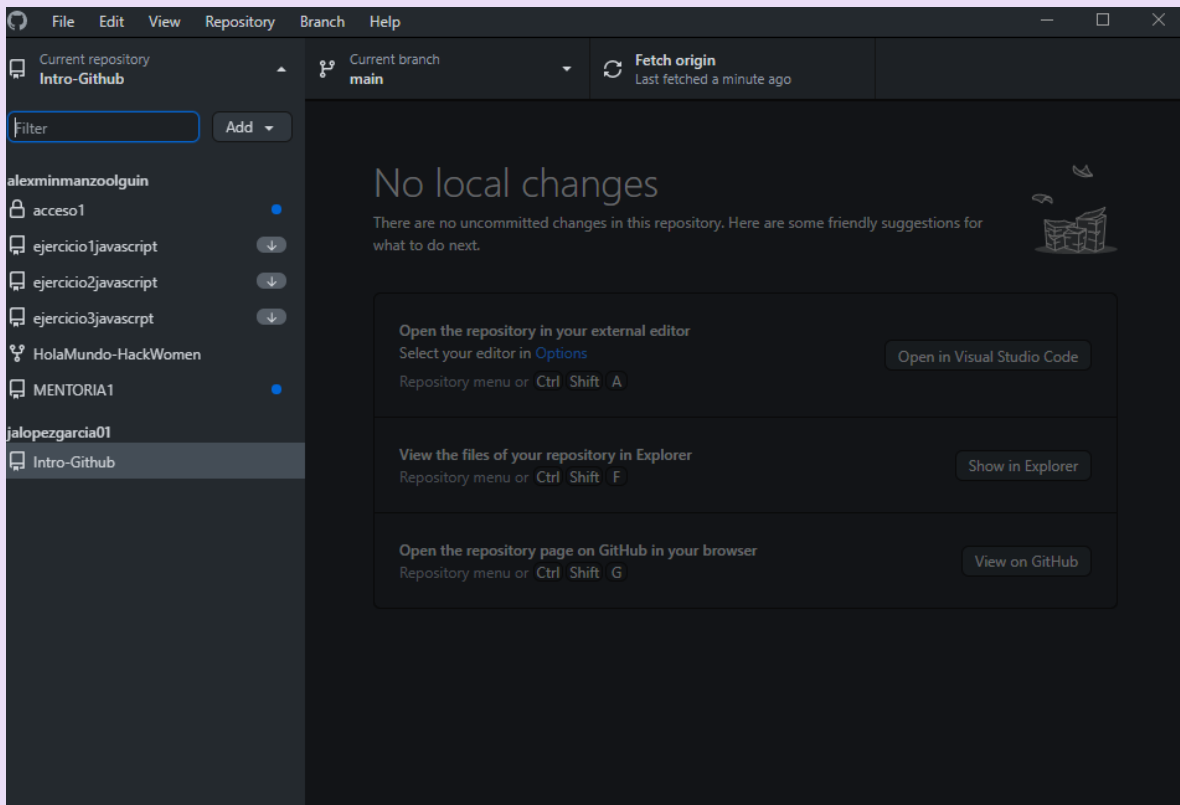 File Edit View Repository Branch Help
Current repository
Intro-Github
Current branch
main
Fetch origin
Last fetched a minute ago
Filter
Add
alexminmanzoolguin
acceso1
ejercicio1javascript
ejercicio2javascript
ejercicio3javascrpt
HolaMundo-HackWomen
MENTORIA1
jalopezgarcia01
Intro-Github
No local changes
There are no uncommitted changes in this repository. Here are some friendly suggestions for
what to do next.
Open the repository in your external editor
Select your editor in Options
Repository menu or Ctrl Shift A
Open in Visual Studio Code
View the files of your repository in Explorer
Repository menu or Ctrl Shift F
Show in Explorer
Open the repository page on GitHub in your browser
Repository menu or Ctrl Shift G
View on GitHub